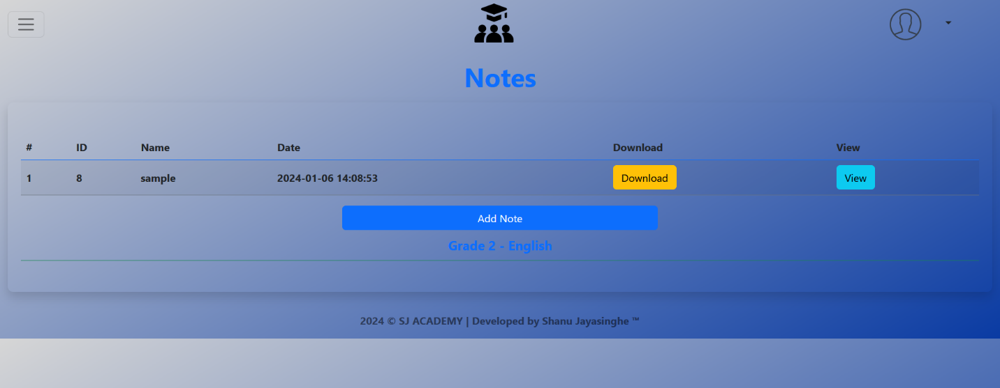 Notes
# ID Name Date Download View
1 8 sample 2024-01-06 14:08:53 Download View
Add Note
Grade 2 - English
2024 © SJ ACADEMY | Developed by Shanu Jayasinghe ™